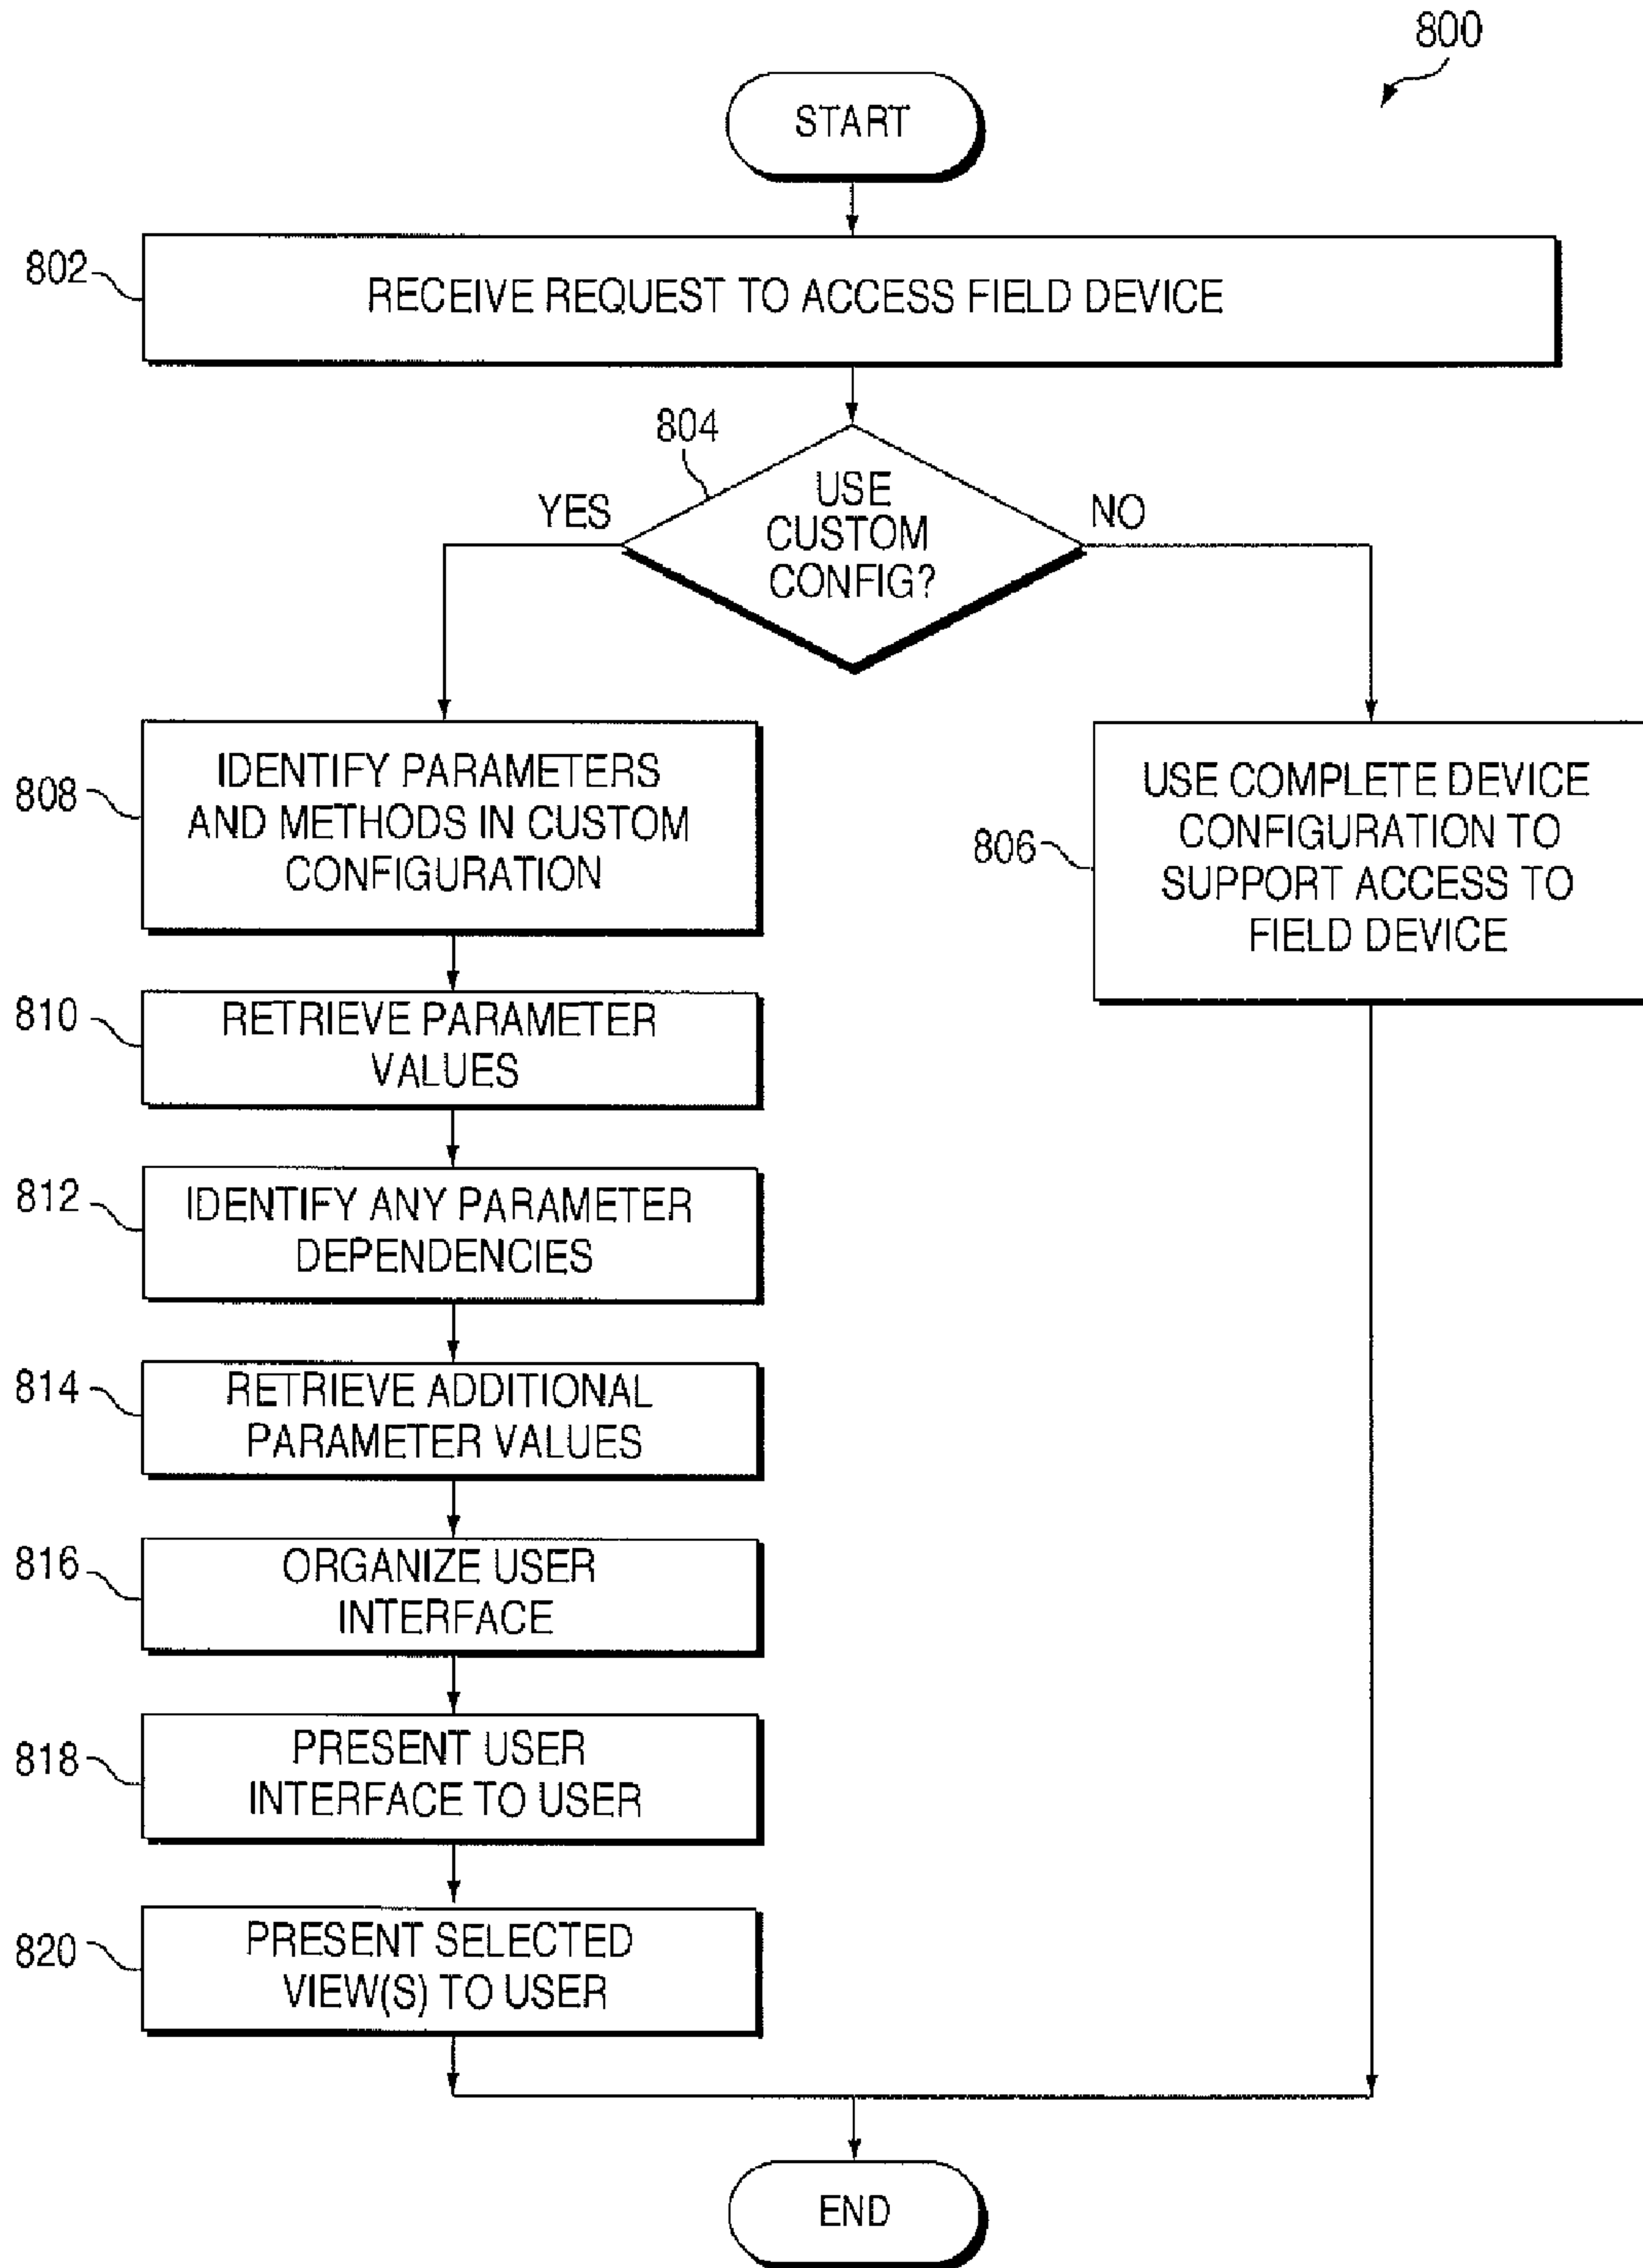 800
START
802
RECEIVE REQUEST TO ACCESS FIELD DEVICE
804
USE
CUSTOM
CONFIG?
YES
NO
808
IDENTIFY PARAMETERS
AND METHODS IN CUSTOM
CONFIGURATION
806
USE COMPLETE DEVICE
CONFIGURATION TO
SUPPORT ACCESS TO
FIELD DEVICE
810
RETRIEVE PARAMETER
VALUES
812
IDENTIFY ANY PARAMETER
DEPENDENCIES
814
RETRIEVE ADDITIONAL
PARAMETER VALUES
816
ORGANIZE USER
INTERFACE
818
PRESENT USER
INTERFACE TO USER
820
PRESENT SELECTED
VIEW(S) TO USER
END